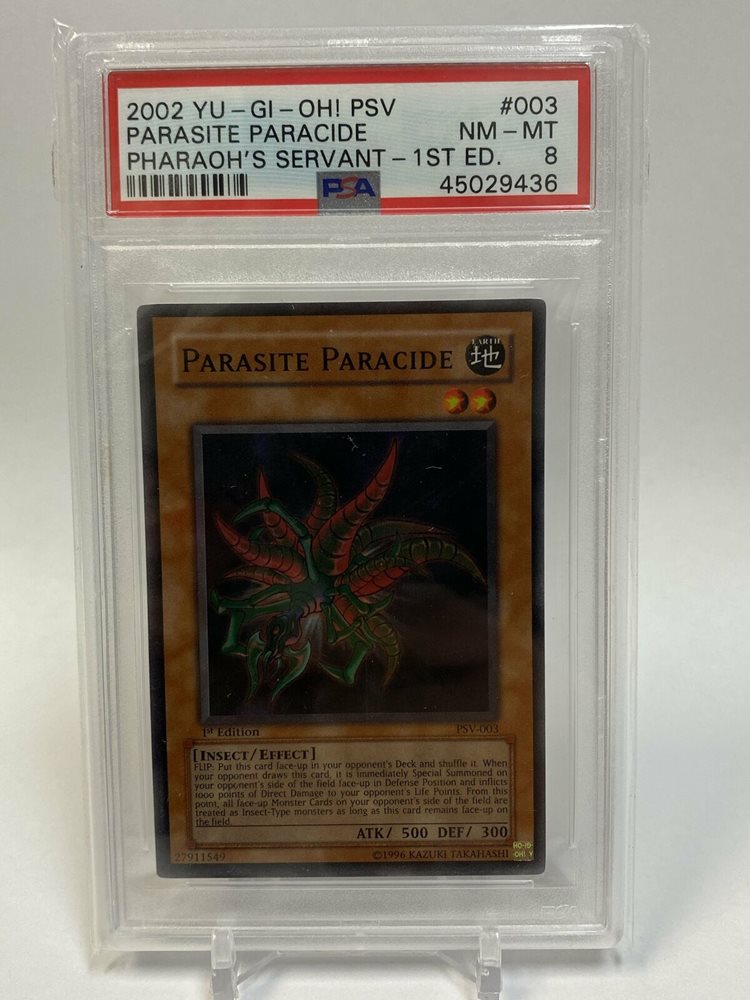 2002 YU-GI-OH! PSV #003
PARASITE PARACIDE NM-MT
PHARAOH'S SERVANT-1ST ED. 8
PSA 45029436
PARASITE PARACIDE
EARTH
地
1st Edition PSV-003
[INSECT/EFFECT]
FLIP: Put this card face-up in your opponent's Deck and shuffle it. When
your opponent draws this card, it is immediately Special Summoned on
your opponent's side of the field face-up in Defense Position and inflicts
1000 points of Direct Damage to your opponent's Life Points. From this
point, all face-up Monster Cards on your opponent's side of the field are
treated as Insect-Type monsters as long as this card remains face-up on
the field.
ATK/ 500 DEF/ 300
27911549 ©1996 KAZUKI TAKAHASHI